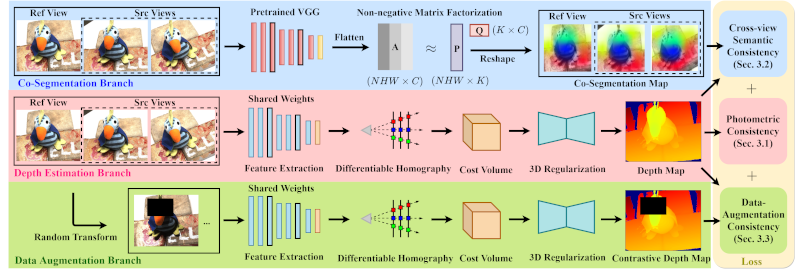 Ref View
Src Views
Co-Segmentation Branch
Pretrained VGG
Flatten
Non-negative Matrix Factorization
A
≈
P
Q
(K × C)
Reshape
(NHW × C)
(NHW × K)
Ref View
Src Views
Co-Segmentation Map
Cross-view
Semantic
Consistency
(Sec. 3.2)
+
Ref View
Src Views
Depth Estimation Branch
Shared Weights
Feature Extraction
Differentiable Homography
Cost Volume
3D Regularization
Depth Map
Photometric
Consistency
(Sec. 3.1)
+
Random Transform
...
Data Augmentation Branch
Shared Weights
Feature Extraction
Differentiable Homography
Cost Volume
3D Regularization
Contrastive Depth Map
Data-
Augmentation
Consistency
(Sec. 3.3)
Loss